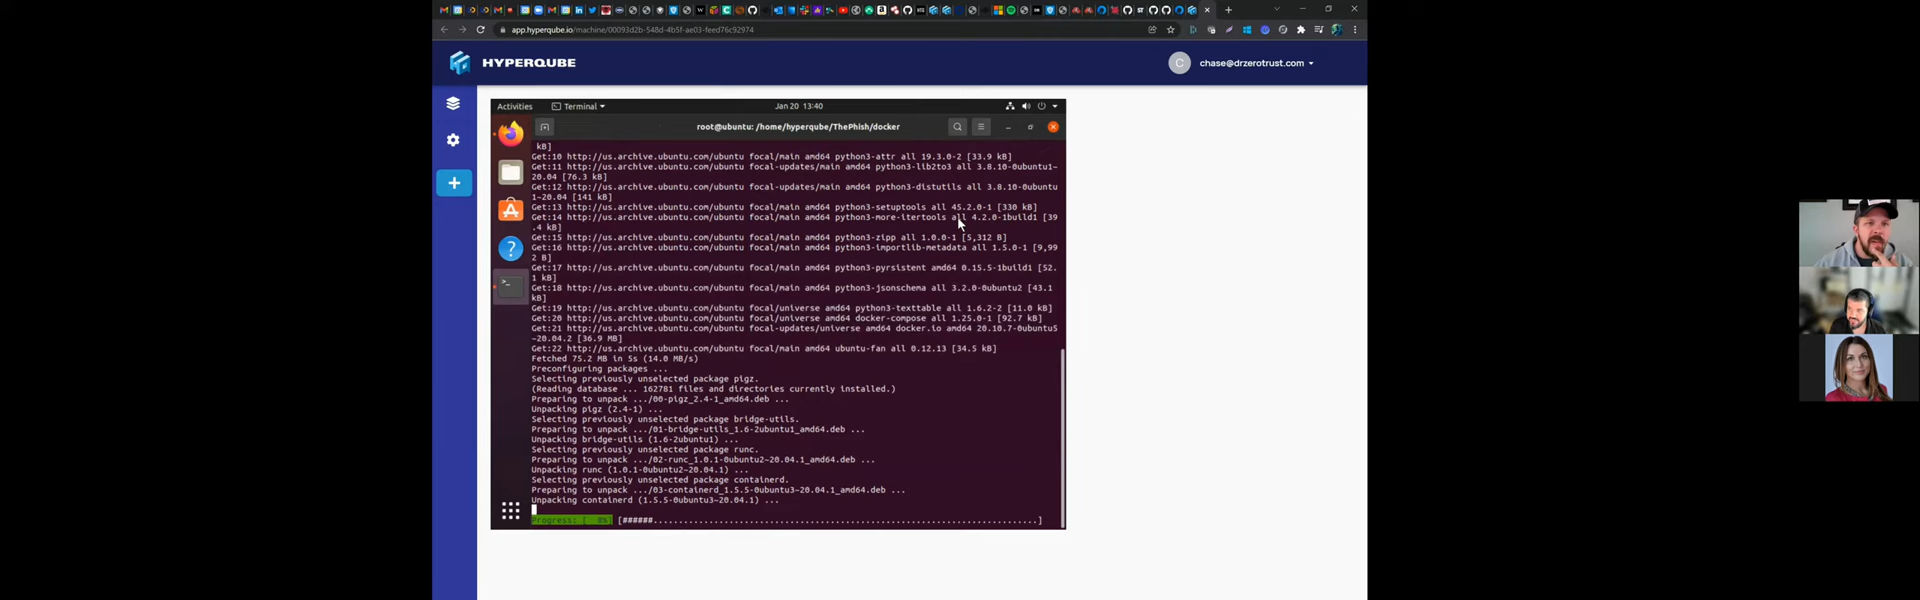 app.hyperqube.io/machine/00093d2b-548d-4b5f-ae03-feed76c92974
HYPERQUBE
C
chase@drzerotrust.com
Activities
Terminal
Jan 20 13:40
root@ubuntu: /home/hyperqube/ThePhish/docker
kB]
Get:10 http://us.archive.ubuntu.com/ubuntu focal/main amd64 python3-attr all 19.3.0-2 [33.9 kB]
Get:11 http://us.archive.ubuntu.com/ubuntu focal-updates/main amd64 python3-lib2to3 all 3.8.10-0ubuntu1~
20.04 [76.3 kB]
Get:12 http://us.archive.ubuntu.com/ubuntu focal-updates/main amd64 python3-distutils all 3.8.10-0ubuntu
1~20.04 [141 kB]
Get:13 http://us.archive.ubuntu.com/ubuntu focal/main amd64 python3-setuptools all 45.2.0-1 [330 kB]
Get:14 http://us.archive.ubuntu.com/ubuntu focal/main amd64 python3-more-itertools all 4.2.0-1build1 [39
.4 kB]
Get:15 http://us.archive.ubuntu.com/ubuntu focal/main amd64 python3-zipp all 1.0.0-1 [5,312 B]
Get:16 http://us.archive.ubuntu.com/ubuntu focal/main amd64 python3-importlib-metadata all 1.5.0-1 [9,99
2 B]
Get:17 http://us.archive.ubuntu.com/ubuntu focal/main amd64 python3-pyrsistent amd64 0.15.5-1build1 [52.
1 kB]
Get:18 http://us.archive.ubuntu.com/ubuntu focal/main amd64 python3-jsonschema all 3.2.0-0ubuntu2 [43.1
kB]
Get:19 http://us.archive.ubuntu.com/ubuntu focal/universe amd64 python3-texttable all 1.6.2-2 [11.0 kB]
Get:20 http://us.archive.ubuntu.com/ubuntu focal/universe amd64 docker-compose all 1.25.0-1 [92.7 kB]
Get:21 http://us.archive.ubuntu.com/ubuntu focal-updates/universe amd64 docker.io amd64 20.10.7-0ubuntu5
~20.04.2 [36.9 MB]
Get:22 http://us.archive.ubuntu.com/ubuntu focal/main amd64 ubuntu-fan all 0.12.13 [34.5 kB]
Fetched 75.2 MB in 5s (14.0 MB/s)
Preconfiguring packages ...
Selecting previously unselected package pigz.
(Reading database ... 162781 files and directories currently installed.)
Preparing to unpack .../00-pigz_2.4-1_amd64.deb ...
Unpacking pigz (2.4-1) ...
Selecting previously unselected package bridge-utils.
Preparing to unpack .../01-bridge-utils_1.6-2ubuntu1_amd64.deb ...
Unpacking bridge-utils (1.6-2ubuntu1) ...
Selecting previously unselected package runc.
Preparing to unpack .../02-runc_1.0.1-0ubuntu2~20.04.1_amd64.deb ...
Unpacking runc (1.0.1-0ubuntu2~20.04.1) ...
Selecting previously unselected package containerd.
Preparing to unpack .../03-containerd_1.5.5-0ubuntu3~20.04.1_amd64.deb ...
Unpacking containerd (1.5.5-0ubuntu3~20.04.1) ...
Progress: [  8%] [######............................................................................]